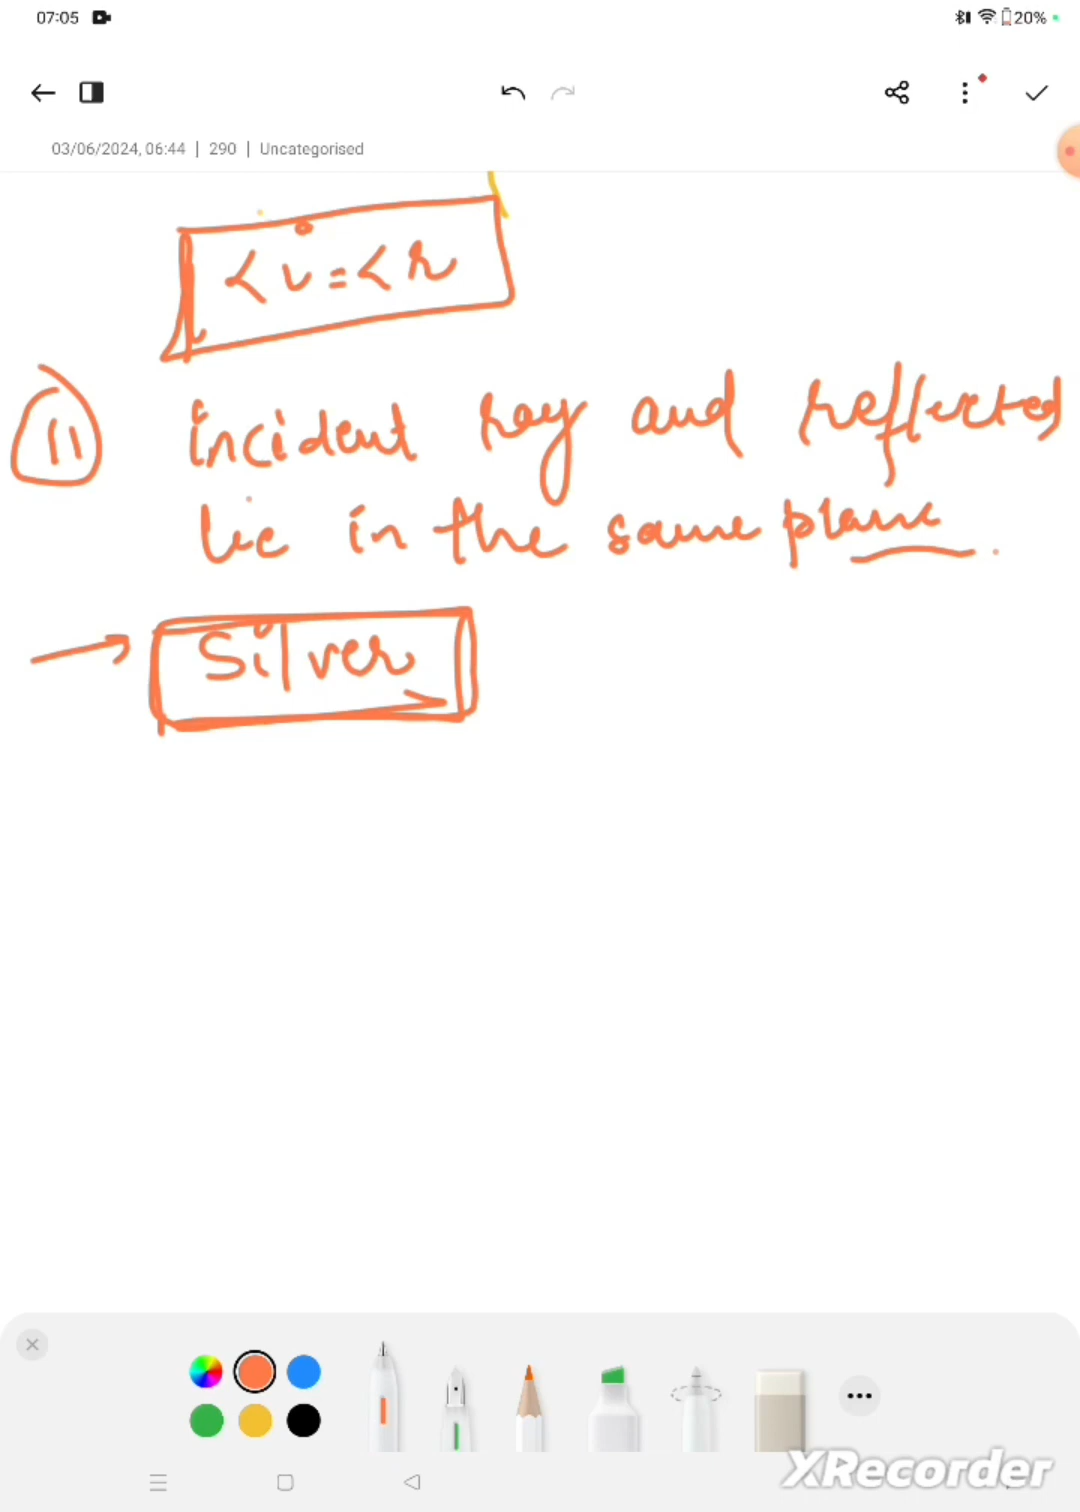 07:05 20%
03/06/2024, 06:44 | 290 | Uncategorised
<i=<r
(11) incident ray and reflected
lie in the same plane.
→ Silver
XRecorder